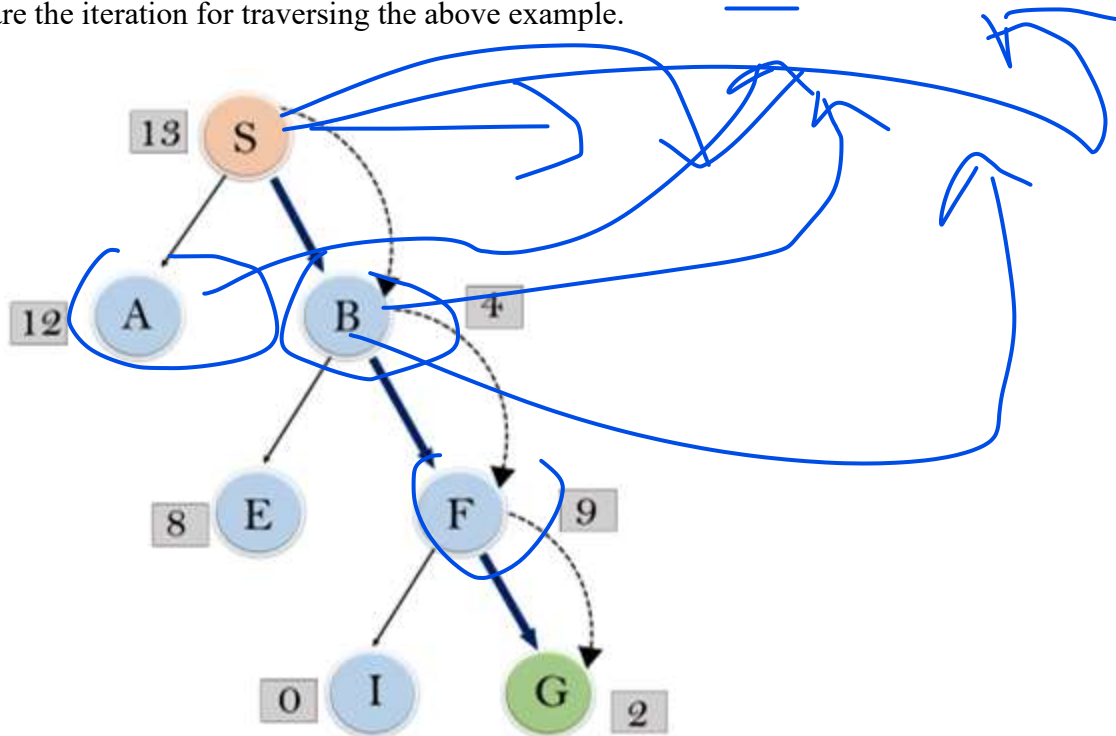 are the iteration for traversing the above example.
13 S
12 A B 4
8 E F 9
0 I G 2